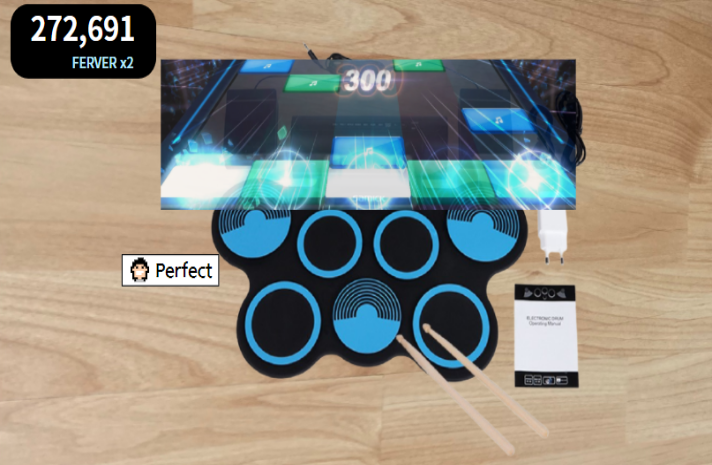 272,691
FERVER x2
300
Perfect
ELECTRONIC DRUM
Operating Manual